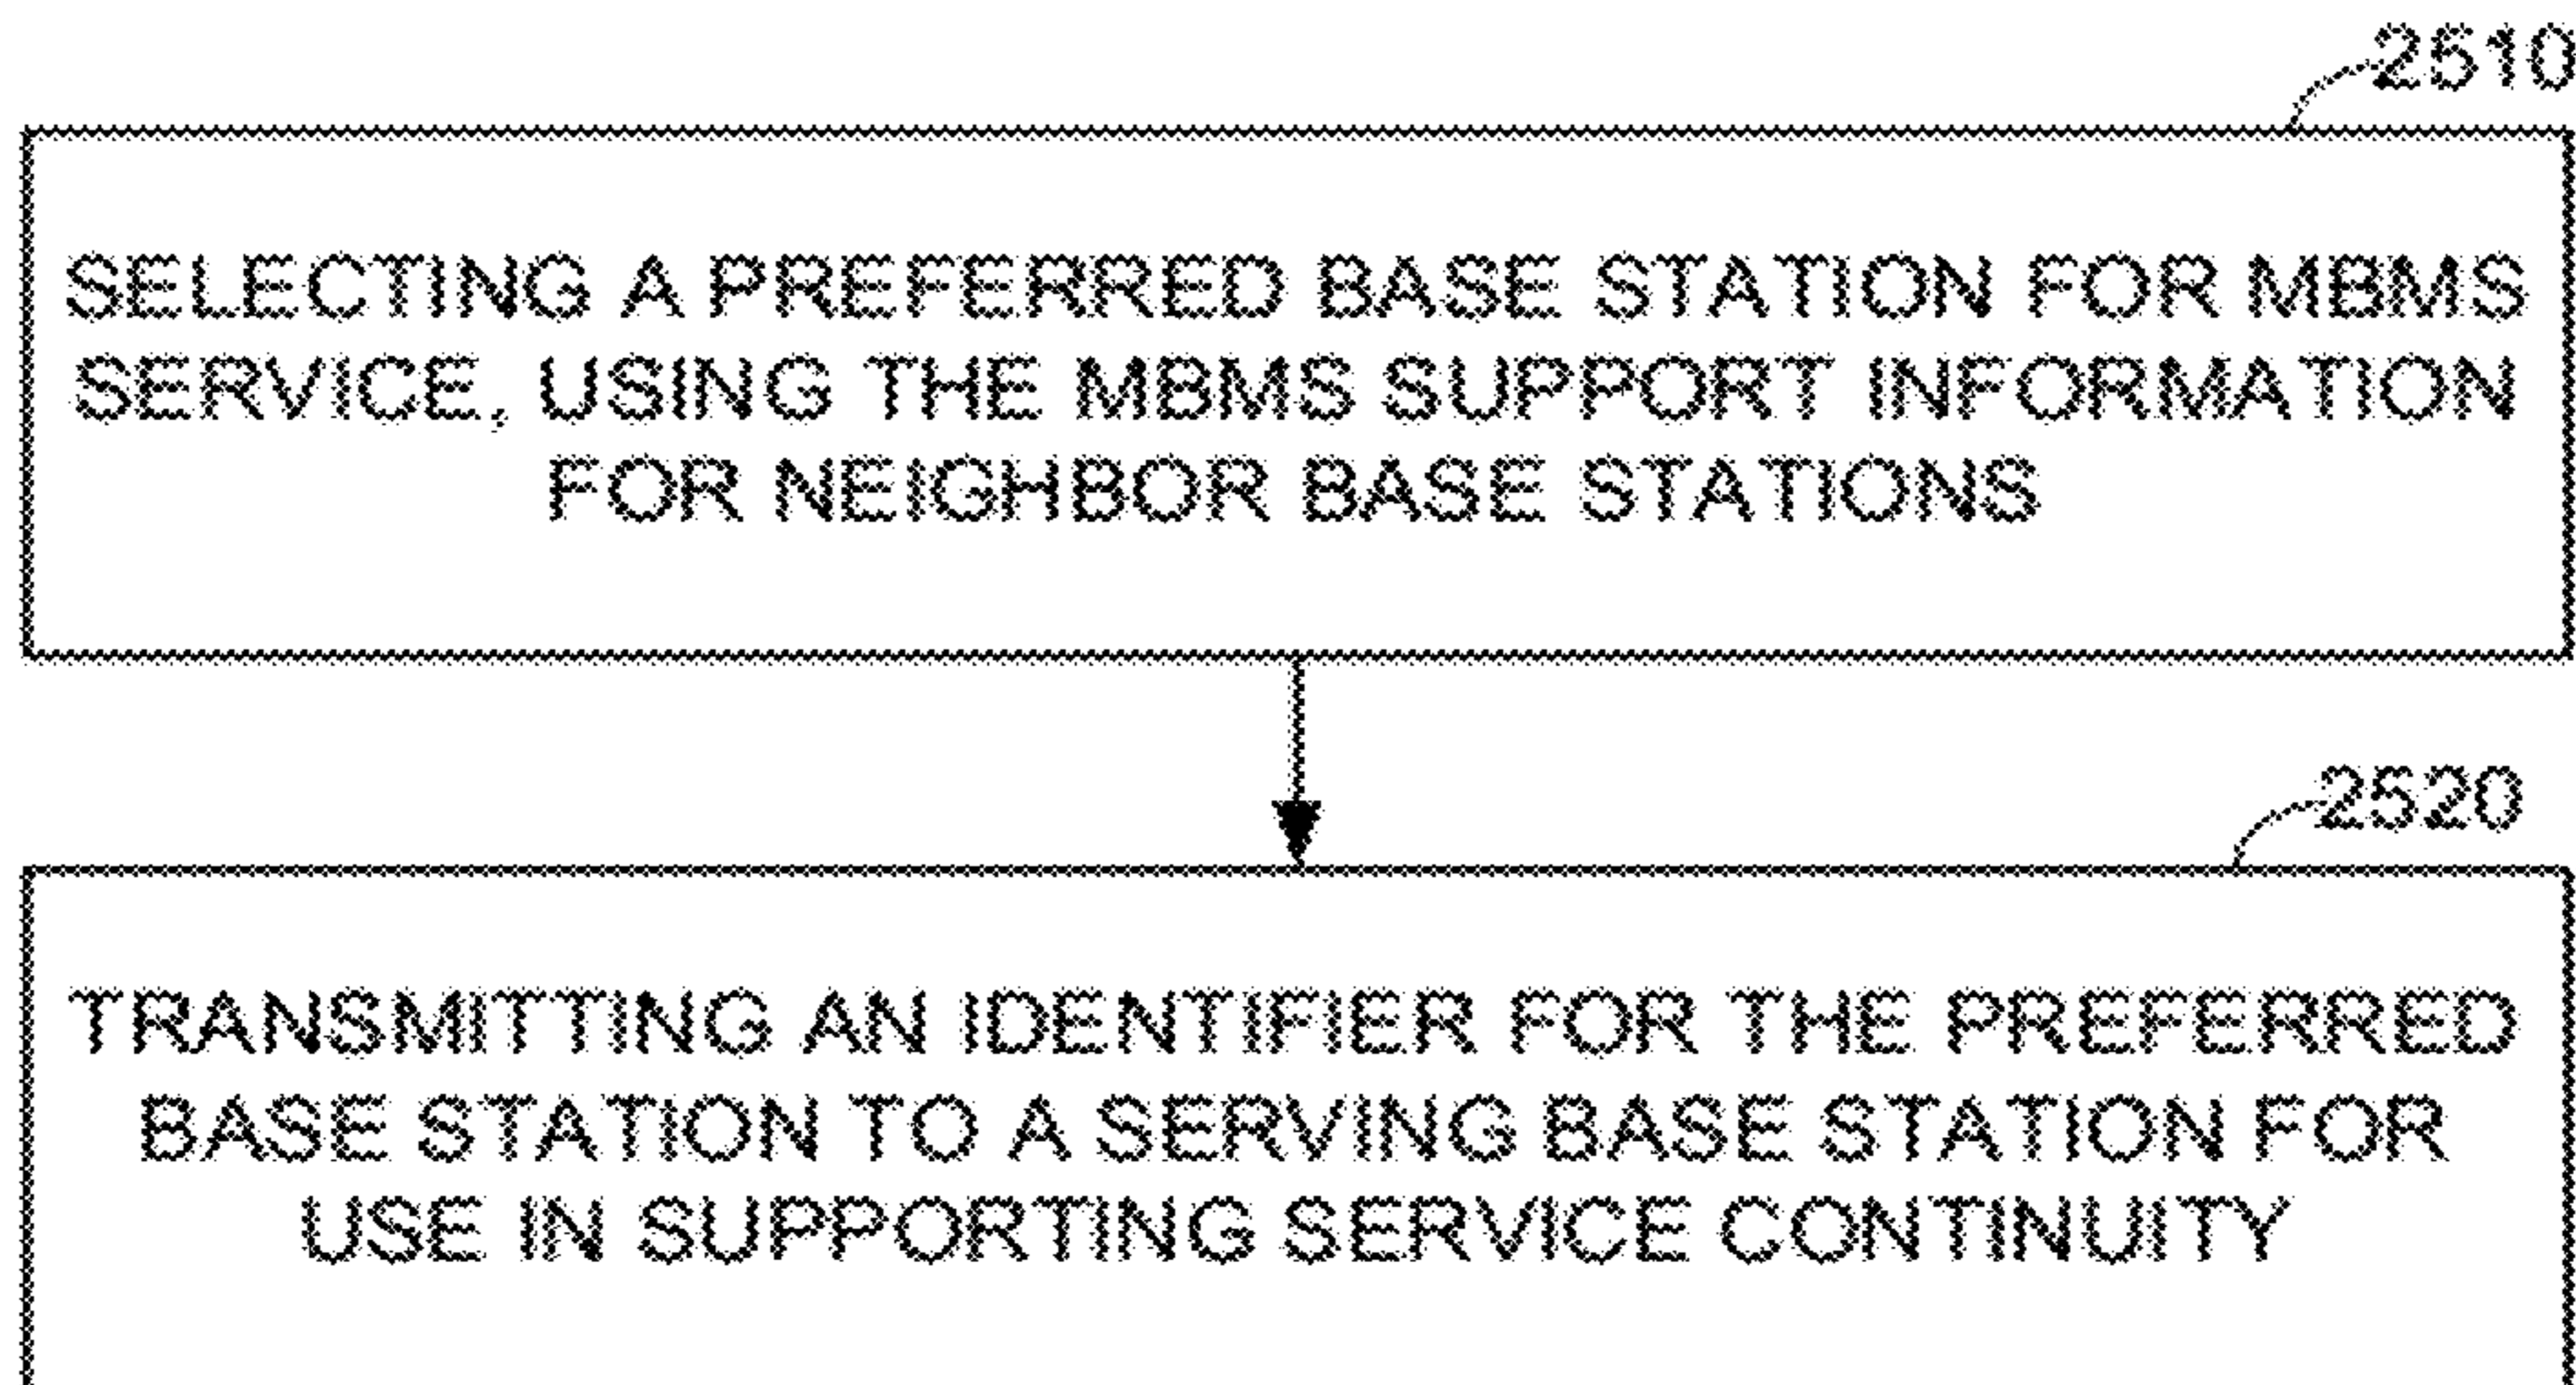 2510
SELECTING A PREFERRED BASE STATION FOR MBMS
SERVICE, USING THE MBMS SUPPORT INFORMATION
FOR NEIGHBOR BASE STATIONS
2520
TRANSMITTING AN IDENTIFIER FOR THE PREFERRED
BASE STATION TO A SERVING BASE STATION FOR
USE IN SUPPORTING SERVICE CONTINUITY